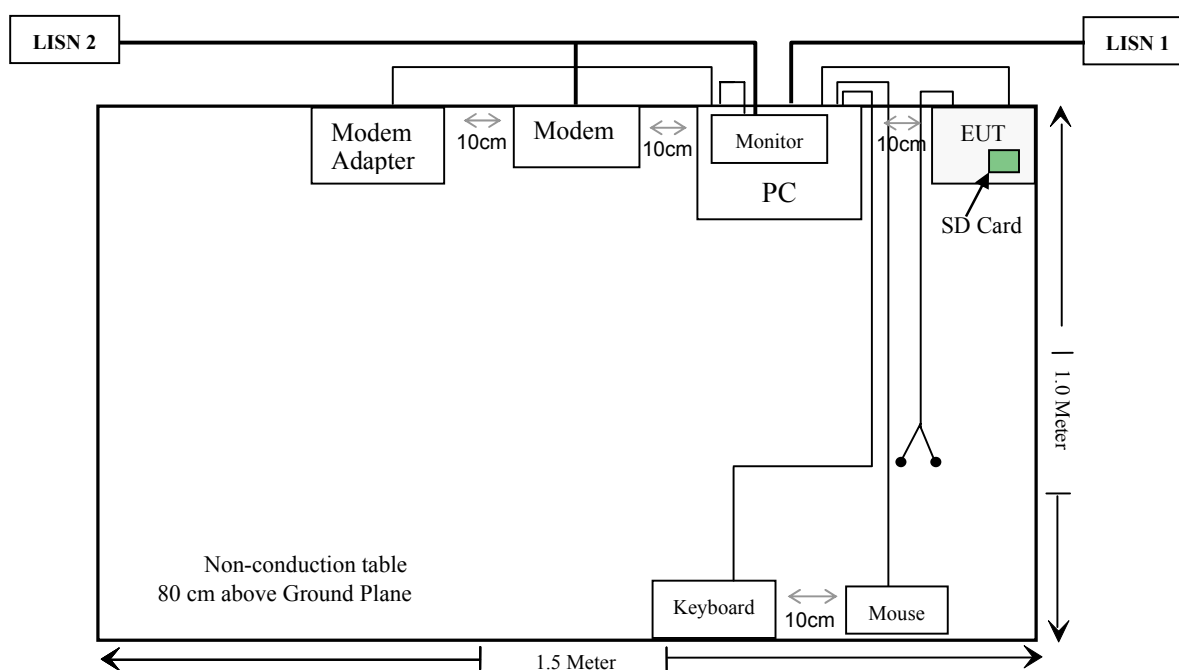 LISN 2
LISN 1
Modem
Adapter
10cm
Modem
10cm
Monitor
PC
10cm
EUT
SD Card
1.0 Meter
Non-conduction table
80 cm above Ground Plane
Keyboard
10cm
Mouse
1.5 Meter